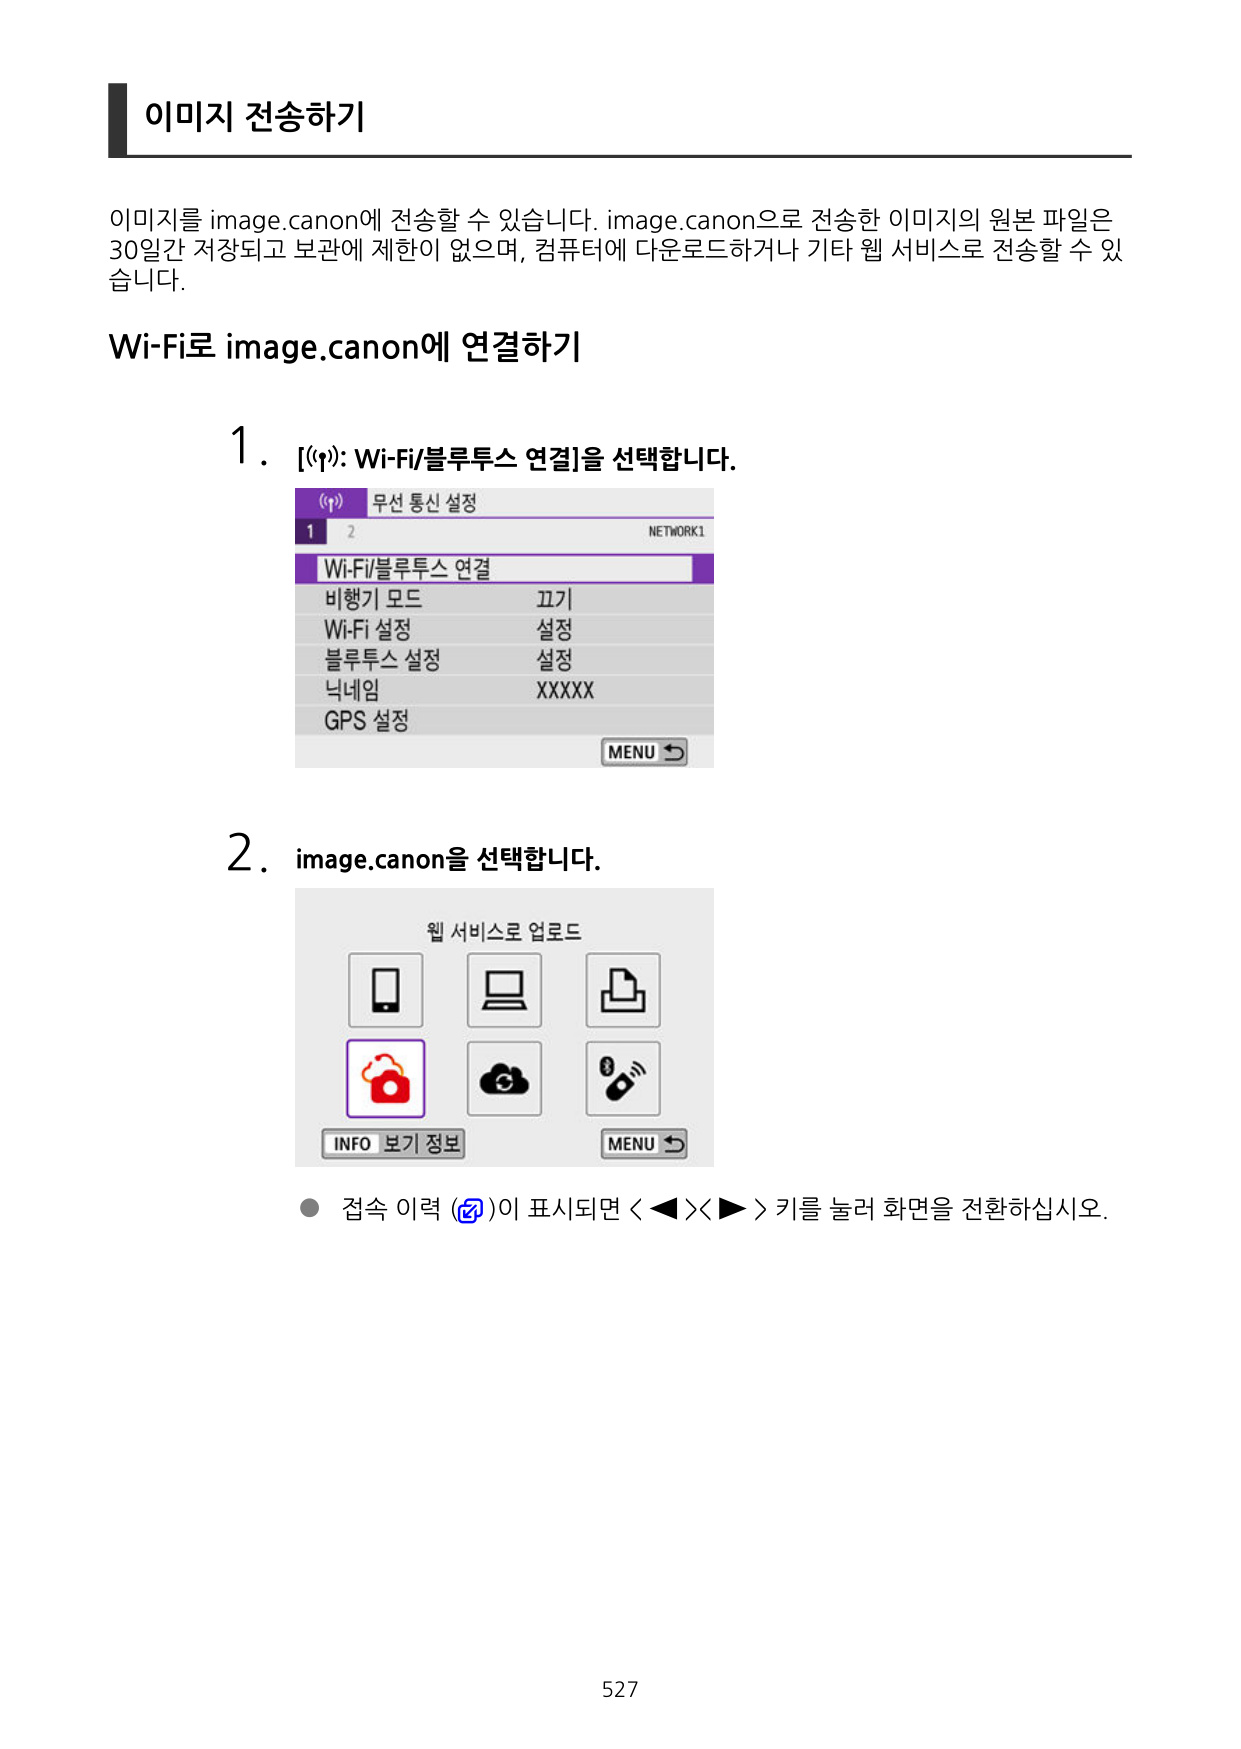 이미지 전송하기
이미지를 image.canon에 전송할 수 있습니다. image.canon으로 전송한 이미지의 원본 파일은
30일간 저장되고 보관에 제한이 없으며, 컴퓨터에 다운로드하거나 기타 웹 서비스로 전송할 수 있
습니다.
Wi-Fi로 image.canon에 연결하기
1. [: Wi-Fi/블루투스 연결]을 선택합니다.
무선 통신 설정
1 2 NETWORK1
Wi-Fi/블루투스 연결
비행기 모드 끄기
Wi-Fi 설정 설정
블루투스 설정 설정
닉네임 XXXXX
GPS 설정
MENU
2. image.canon을 선택합니다.
웹 서비스로 업로드
INFO 보기 정보 MENU
● 접속 이력 ()이 표시되면 < ◀ >< ▶ > 키를 눌러 화면을 전환하십시오.
527